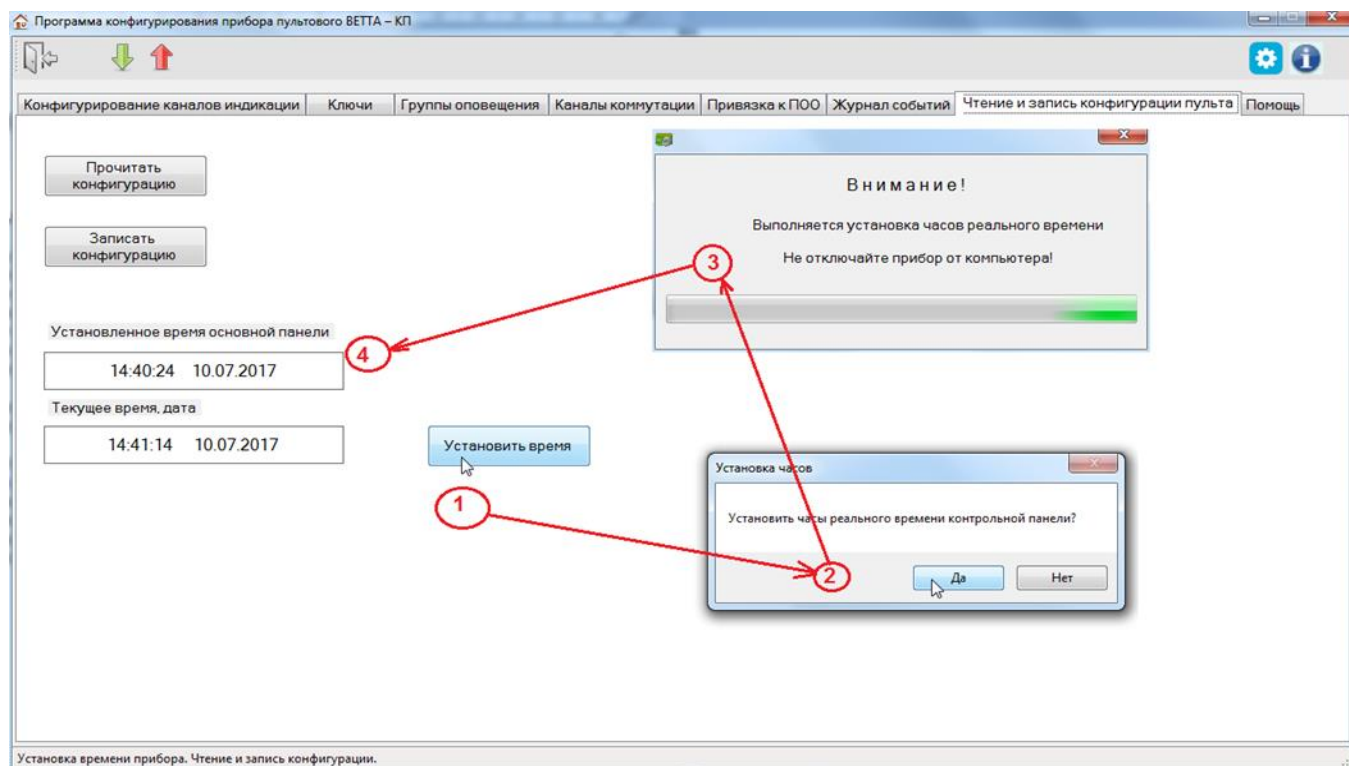 Программа конфигурирования прибора пультового ВЕТТА – КП
Конфигурирование каналов индикации Ключи Группы оповещения Каналы коммутации Привязка к ПОО Журнал событий Чтение и запись конфигурации пульта Помощь
Прочитать
конфигурацию
Записать
конфигурацию
Внимание!
Выполняется установка часов реального времени
Не отключайте прибор от компьютера!
3
Установленное время основной панели
4
14:40:24 10.07.2017
Текущее время, дата
14:41:14 10.07.2017
Установить время
1
Установка часов
Установить часы реального времени контрольной панели?
2
Да Нет
Установка времени прибора. Чтение и запись конфигурации.